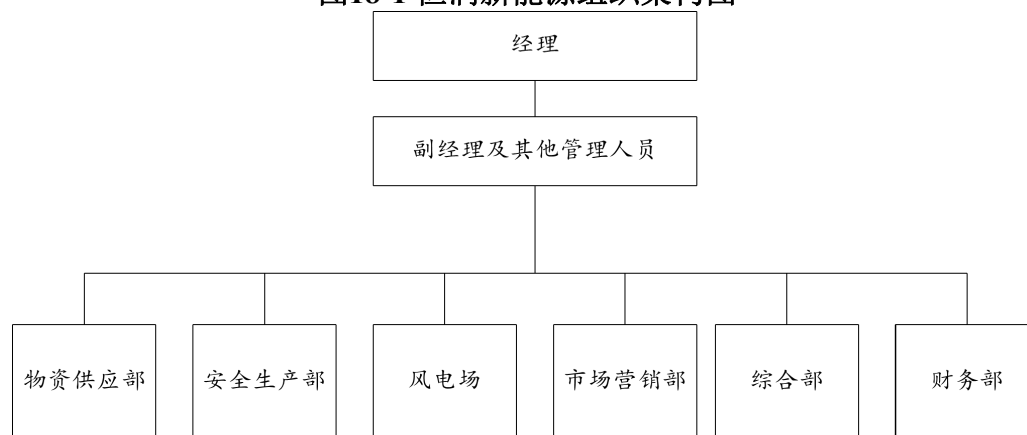 经理
副经理及其他管理人员
物资供应部
安全生产部
风电场
市场营销部
综合部
财务部